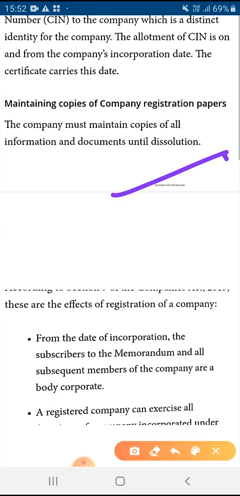 15:52
69%
Number (CIN) to the company which is a distinct
identity for the company. The allotment of CIN is on
and from the company's incorporation date. The
certificate carries this date.
Maintaining copies of Company registration papers
The company must maintain copies of all
information and documents until dissolution.
these are the effects of registration of a company:
• From the date of incorporation, the
subscribers to the Memorandum and all
subsequent members of the company are a
body corporate.
• A registered company can exercise all